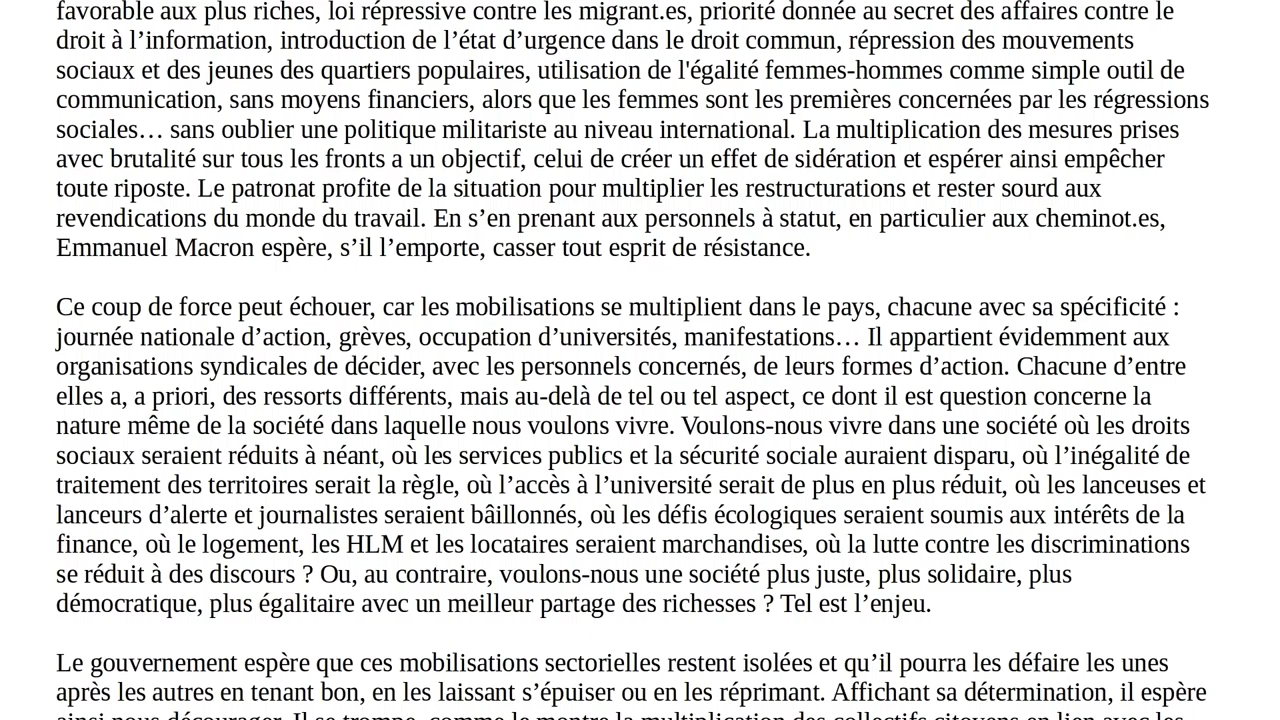 favorable aux plus riches, loi répressive contre les migrant.es, priorité donnée au secret des affaires contre le
droit à l’information, introduction de l’état d’urgence dans le droit commun, répression des mouvements
sociaux et des jeunes des quartiers populaires, utilisation de l'égalité femmes-hommes comme simple outil de
communication, sans moyens financiers, alors que les femmes sont les premières concernées par les régressions
sociales… sans oublier une politique militariste au niveau international. La multiplication des mesures prises
avec brutalité sur tous les fronts a un objectif, celui de créer un effet de sidération et espérer ainsi empêcher
toute riposte. Le patronat profite de la situation pour multiplier les restructurations et rester sourd aux
revendications du monde du travail. En s’en prenant aux personnels à statut, en particulier aux cheminot.es,
Emmanuel Macron espère, s’il l’emporte, casser tout esprit de résistance.
Ce coup de force peut échouer, car les mobilisations se multiplient dans le pays, chacune avec sa spécificité :
journée nationale d’action, grèves, occupation d’universités, manifestations… Il appartient évidemment aux
organisations syndicales de décider, avec les personnels concernés, de leurs formes d’action. Chacune d’entre
elles a, a priori, des ressorts différents, mais au-delà de tel ou tel aspect, ce dont il est question concerne la
nature même de la société dans laquelle nous voulons vivre. Voulons-nous vivre dans une société où les droits
sociaux seraient réduits à néant, où les services publics et la sécurité sociale auraient disparu, où l’inégalité de
traitement des territoires serait la règle, où l’accès à l’université serait de plus en plus réduit, où les lanceuses et
lanceurs d’alerte et journalistes seraient bâillonnés, où les défis écologiques seraient soumis aux intérêts de la
finance, où le logement, les HLM et les locataires seraient marchandises, où la lutte contre les discriminations
se réduit à des discours ? Ou, au contraire, voulons-nous une société plus juste, plus solidaire, plus
démocratique, plus égalitaire avec un meilleur partage des richesses ? Tel est l’enjeu.
Le gouvernement espère que ces mobilisations sectorielles restent isolées et qu’il pourra les défaire les unes
après les autres en tenant bon, en les laissant s’épuiser ou en les réprimant. Affichant sa détermination, il espère
ainsi nous décourager. Il se trompe, comme le montre la multiplication des collectifs citoyens en lien avec les